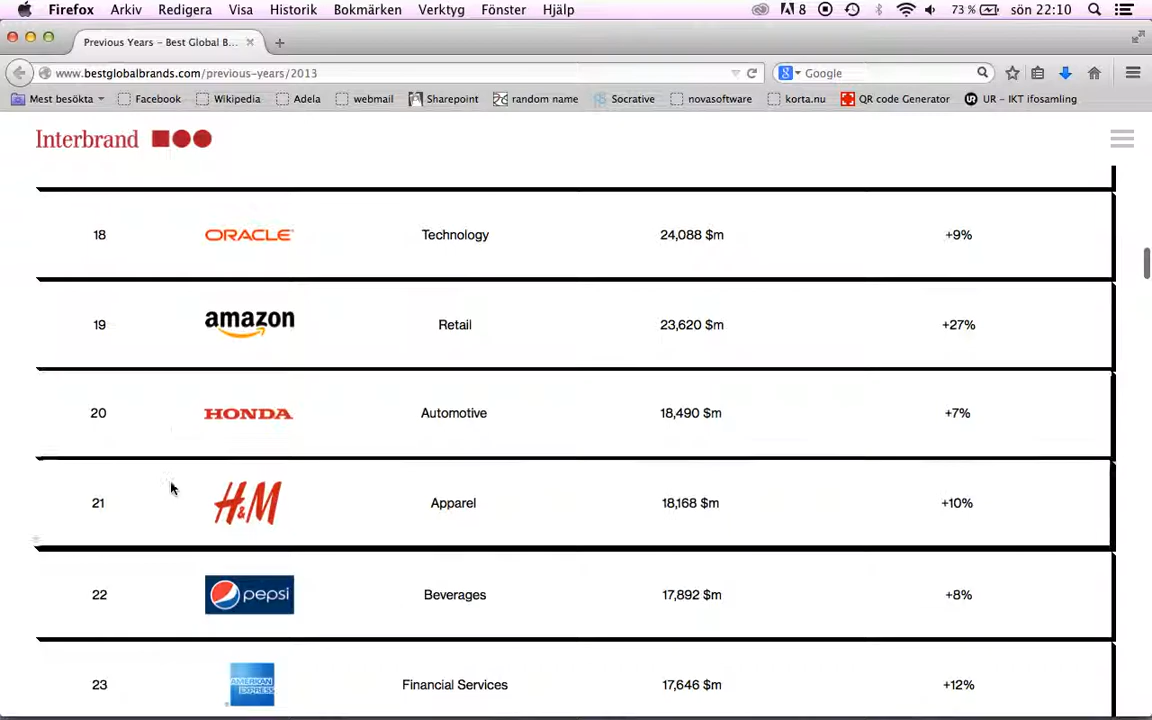 Firefox Arkiv Redigera Visa Historik Bokmärken Verktyg Fönster Hjälp 8 73 % sön 22:10
Previous Years – Best Global B...
www.bestglobalbrands.com/previous-years/2013 Google
Mest besökta Facebook Wikipedia Adela webmail Sharepoint random name Socrative novasoftware korta.nu QR code Generator UR – IKT ifosamling
Interbrand
18 ORACLE Technology 24,088 $m +9%
19 amazon Retail 23,620 $m +27%
20 HONDA Automotive 18,490 $m +7%
21 H&M Apparel 18,168 $m +10%
22 pepsi Beverages 17,892 $m +8%
23 AMERICAN EXPRESS Financial Services 17,646 $m +12%